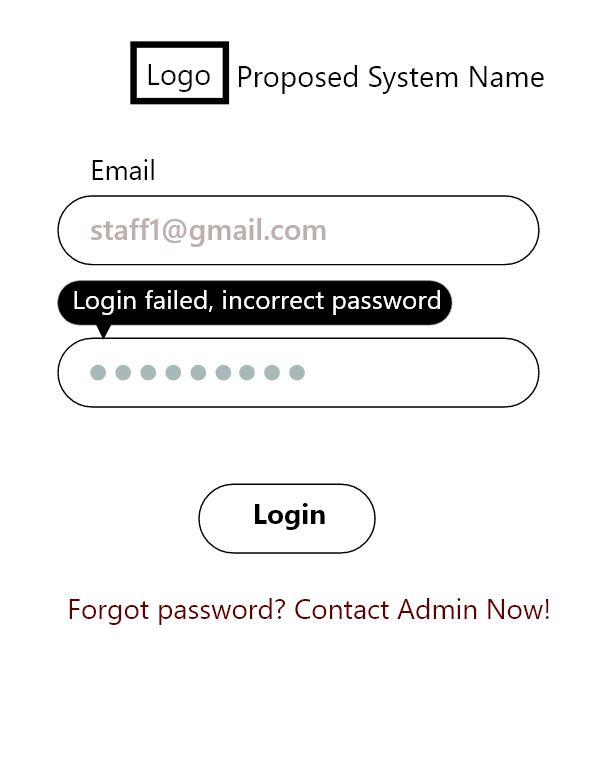 Logo
Proposed System Name
Email
staff1@gmail.com
Login failed, incorrect password
Login
Forgot password? Contact Admin Now!